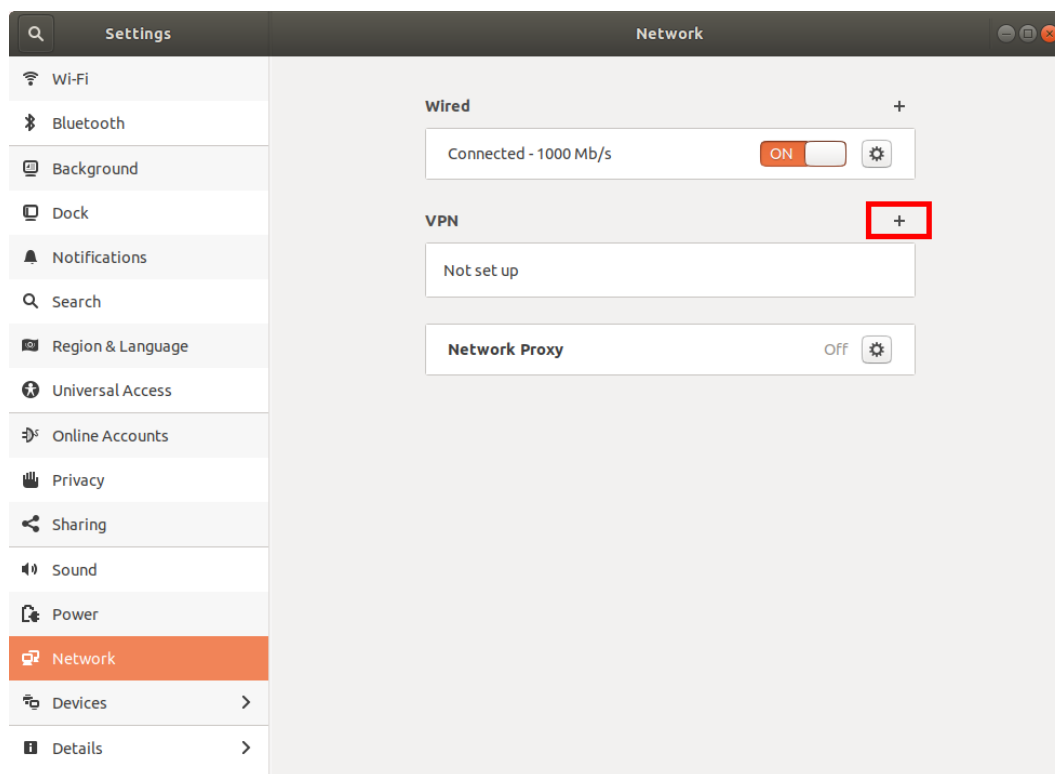 Settings
Network
Wi-Fi
Bluetooth
Background
Dock
Notifications
Search
Region & Language
Universal Access
Online Accounts
Privacy
Sharing
Sound
Power
Network
Devices
Details
Wired +
Connected - 1000 Mb/s ON
VPN +
Not set up
Network Proxy Off